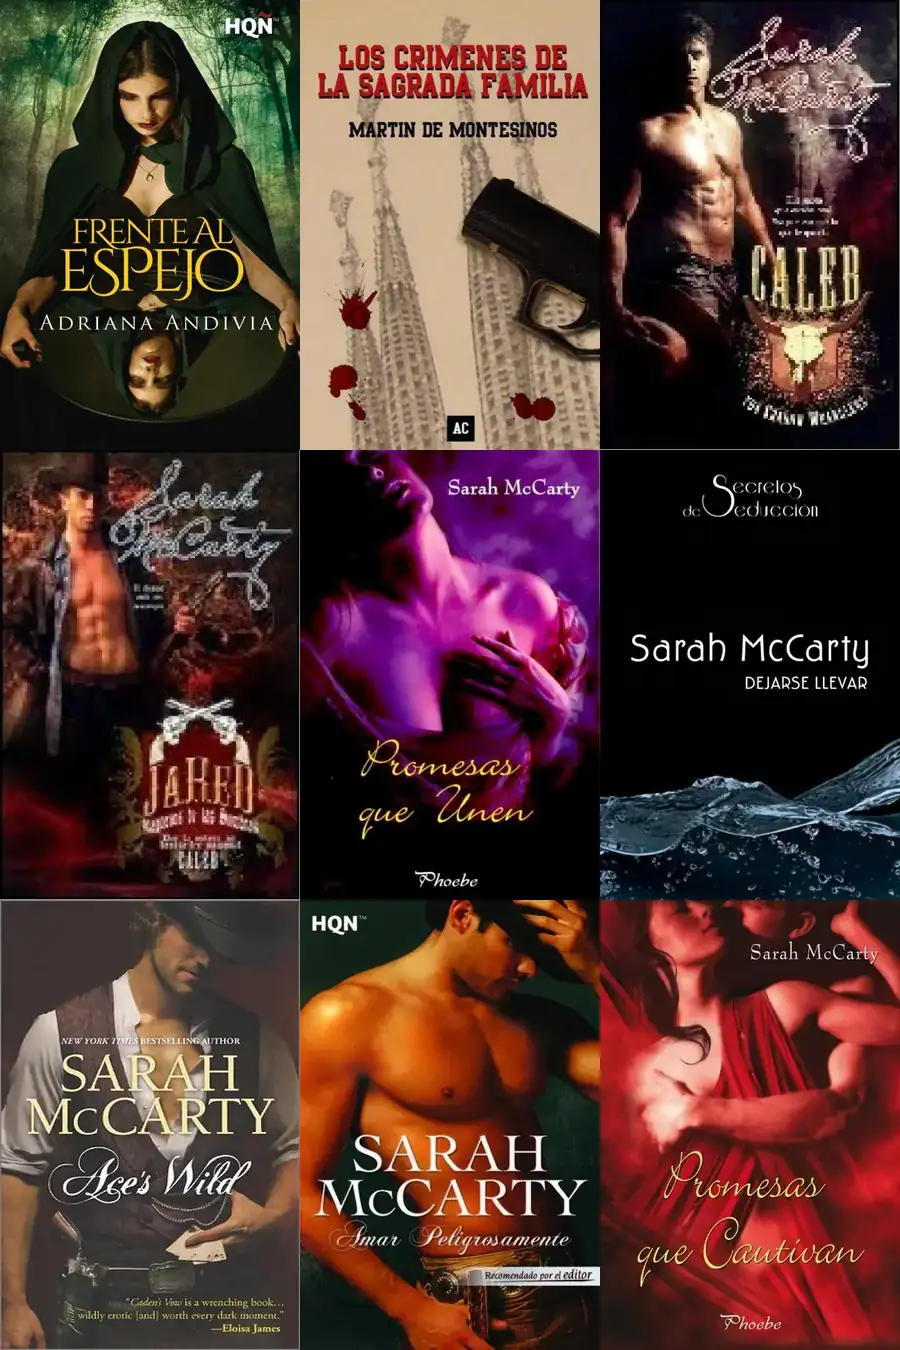 HQÑ
FRENTE AL
ESPEJO
ADRIANA ANDIVIA
LOS CRIMENES DE
LA SAGRADA FAMILIA
MARTIN DE MONTESINOS
AC
Sarah
McCarty
CALEB
Sarah
McCarty
JARED
CALEB
Sarah McCarty
Promesas
que Unen
Phoebe
Secretos
de Seducción
Sarah McCarty
DEJARSE LLEVAR
NEW YORK TIMES BESTSELLING AUTHOR
SARAH
McCARTY
Ace's Wild
"Caden's Vow is a wrenching book...
wildly erotic [and] worth every dark moment."
—Eloisa James
HQN™
SARAH
McCARTY
Amar Peligrosamente
Recomendado por el editor
Sarah McCarty
Promesas
que Cautivan
Phoebe